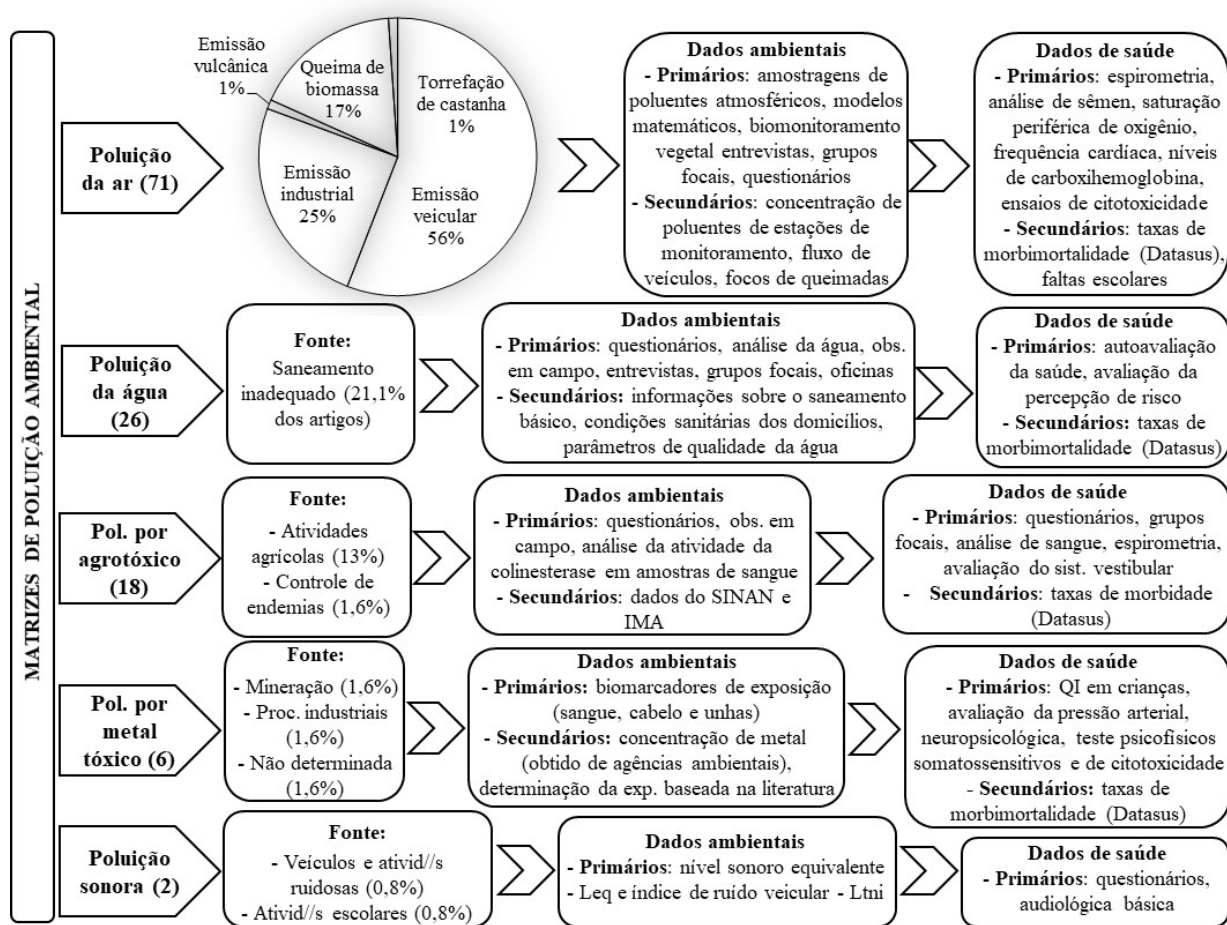 MATRIZES DE POLUIÇÃO AMBIENTAL
Poluição
da ar (71)
Emissão
vulcânica
1%
Queima de
biomassa
17%
Torrefação
de castanha
1%
Emissão
industrial
25%
Emissão
veicular
56%
Dados ambientais
- Primários: amostragens de
poluentes atmosféricos, modelos
matemáticos, biomonitoramento
vegetal entrevistas, grupos
focais, questionários
- Secundários: concentração de
poluentes de estações de
monitoramento, fluxo de
veículos, focos de queimadas
Dados de saúde
- Primários: espirometria,
análise de sêmen, saturação
periférica de oxigênio,
frequência cardíaca, níveis
de carboxihemoglobina,
ensaios de citotoxicidade
- Secundários: taxas de
morbimortalidade (Datasus),
faltas escolares
Poluição
da água
(26)
Fonte:
Saneamento
inadequado (21,1%
dos artigos)
Dados ambientais
- Primários: questionários, análise da água, obs.
em campo, entrevistas, grupos focais, oficinas
- Secundários: informações sobre o saneamento
básico, condições sanitárias dos domicílios,
parâmetros de qualidade da água
Dados de saúde
- Primários: autoavaliação
da saúde, avaliação da
percepção de risco
- Secundários: taxas de
morbimortalidade (Datasus)
Pol. por
agrotóxico
(18)
Fonte:
- Atividades
agrícolas (13%)
- Controle de
endemias (1,6%)
Dados ambientais
- Primários: questionários, obs. em
campo, análise da atividade da
colinesterase em amostras de sangue
- Secundários: dados do SINAN e
IMA
Dados de saúde
- Primários: questionários, grupos
focais, análise de sangue, espirometria,
avaliação do sist. vestibular
- Secundários: taxas de morbidade
(Datasus)
Pol. por
metal
tóxico (6)
Fonte:
- Mineração (1,6%)
- Proc. industriais
(1,6%)
- Não determinada
(1,6%)
Dados ambientais
- Primários: biomarcadores de exposição
(sangue, cabelo e unhas)
- Secundários: concentração de metal
(obtido de agências ambientais),
determinação da exp. baseada na literatura
Dados de saúde
- Primários: QI em crianças,
avaliação da pressão arterial,
neuropsicológica, teste psicofísicos
somatossensitivos e de citotoxicidade
- Secundários: taxas de
morbimortalidade (Datasus)
Poluição
sonora (2)
Fonte:
- Veículos e ativid//s
ruidosas (0,8%)
- Ativid//s escolares (0,8%)
Dados ambientais
- Primários: nível sonoro equivalente
- Leq e índice de ruído veicular - Ltni
Dados de saúde
- Primários: questionários,
audiológica básica